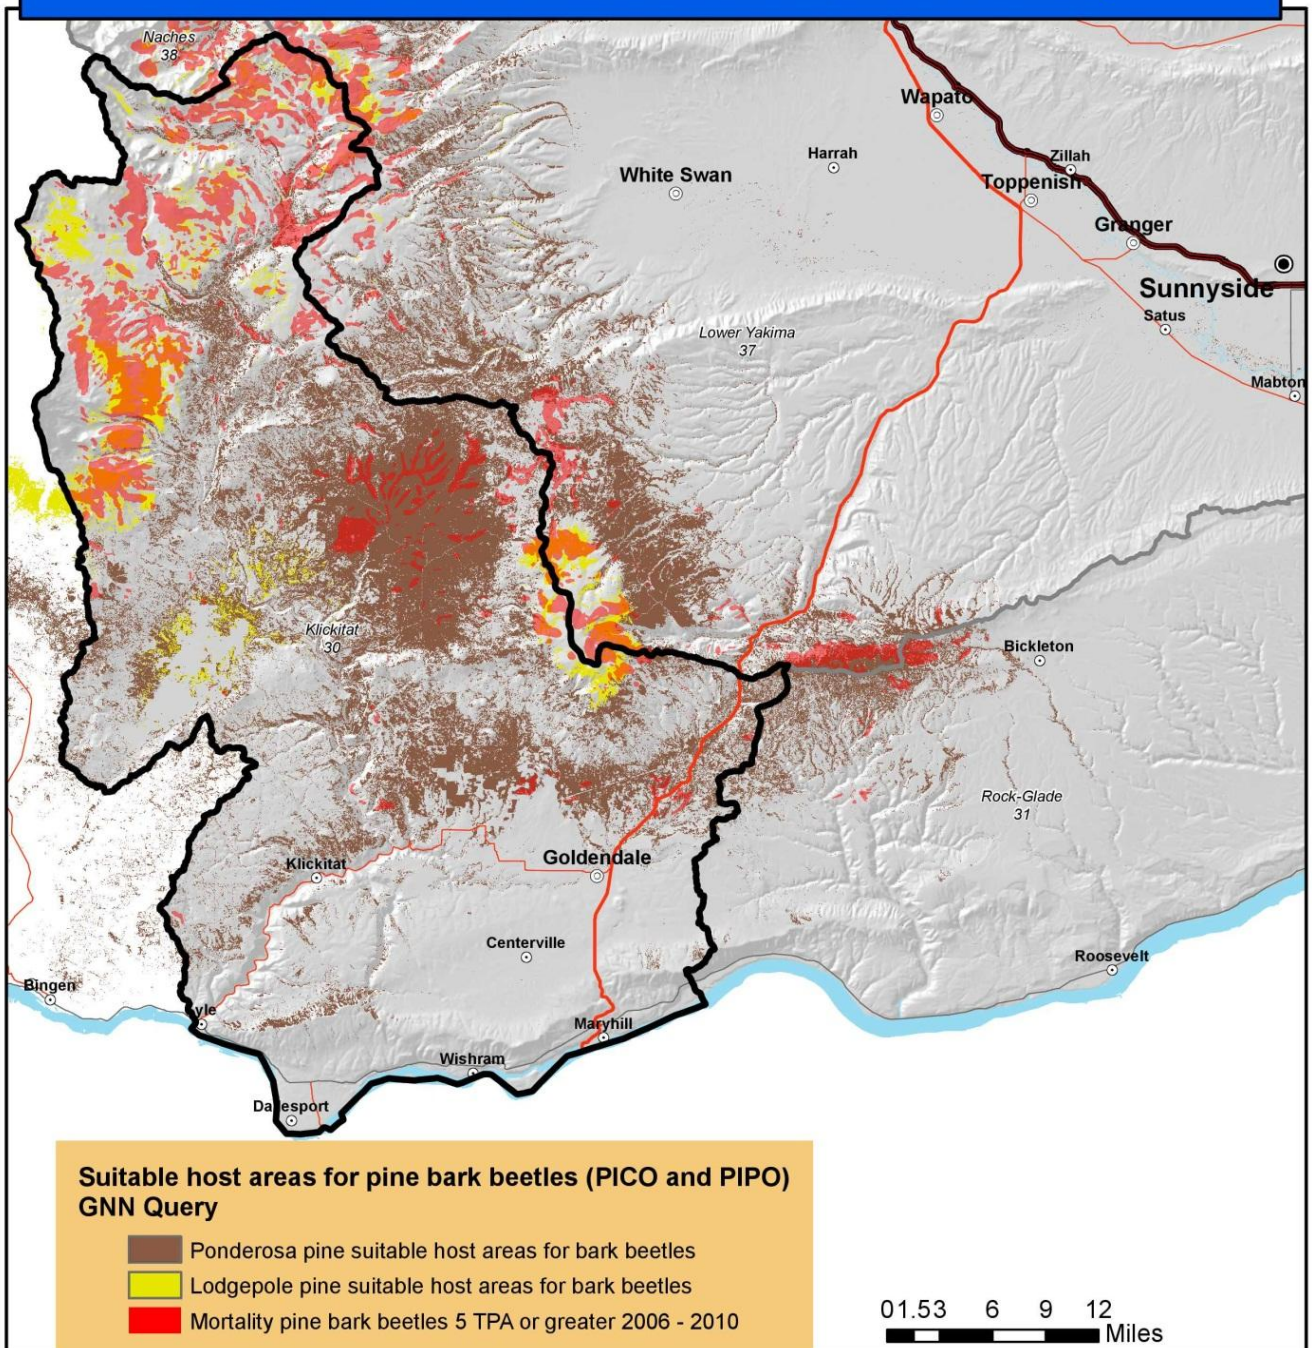 Naches
38
Wapato
Harrah
Zillah
White Swan
Toppenish
Granger
Sunnyside
Satus
Lower Yakima
37
Mabton
Klickitat
30
Bickleton
Rock-Glade
31
Klickitat
Goldendale
Centerville
Roosevelt
Bingen
yle
Maryhill
Wishram
Da esport
Suitable host areas for pine bark beetles (PICO and PIPO)
GNN Query
Ponderosa pine suitable host areas for bark beetles
Lodgepole pine suitable host areas for bark beetles
Mortality pine bark beetles 5 TPA or greater 2006 - 2010
01.53 6 9 12
Miles